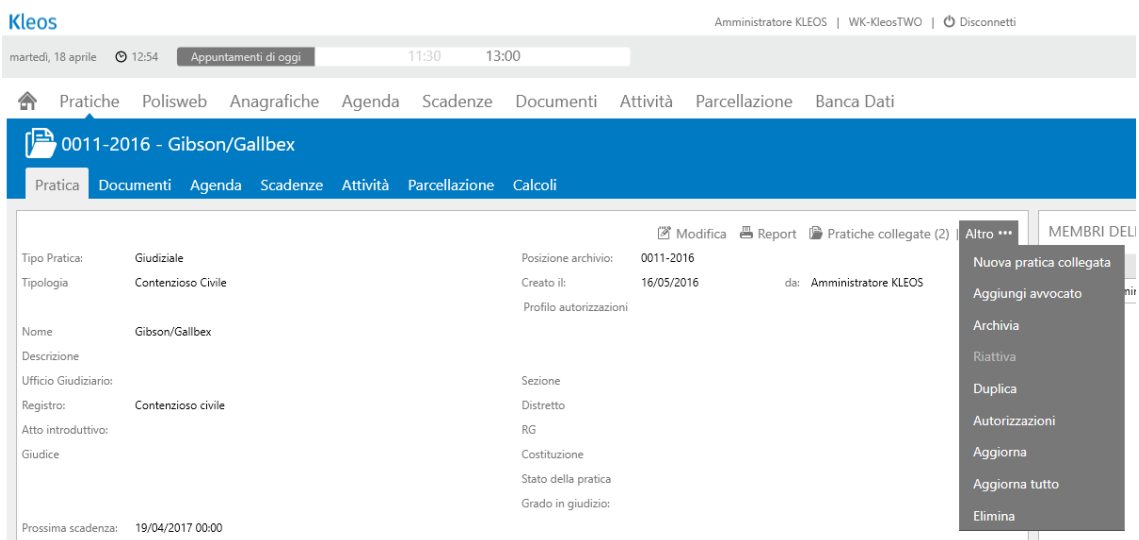 Kleos
Amministratore KLEOS | WK-KleosTWO | Disconnetti
martedì, 18 aprile 12:54 Appuntamenti di oggi 11:30 13:00
Pratiche Polisweb Anagrafiche Agenda Scadenze Documenti Attività Parcellazione Banca Dati
0011-2016 - Gibson/Gallbex
Pratica Documenti Agenda Scadenze Attività Parcellazione Calcoli
Modifica Report Pratiche collegate (2) | Altro ••• MEMBRI DEL
Tipo Pratica: Giudiziale Posizione archivio: 0011-2016
Nuova pratica collegata
Tipologia Contenzioso Civile Creato il: 16/05/2016 da: Amministratore KLEOS
Aggiungi avvocato
Profilo autorizzazioni
Archivia
Nome Gibson/Gallbex
Descrizione
Riattiva
Ufficio Giudiziario: Sezione
Duplica
Registro: Contenzioso civile Distretto
Autorizzazioni
Atto introduttivo: RG
Giudice Costituzione
Aggiorna
Stato della pratica
Aggiorna tutto
Grado in giudizio:
Elimina
Prossima scadenza: 19/04/2017 00:00